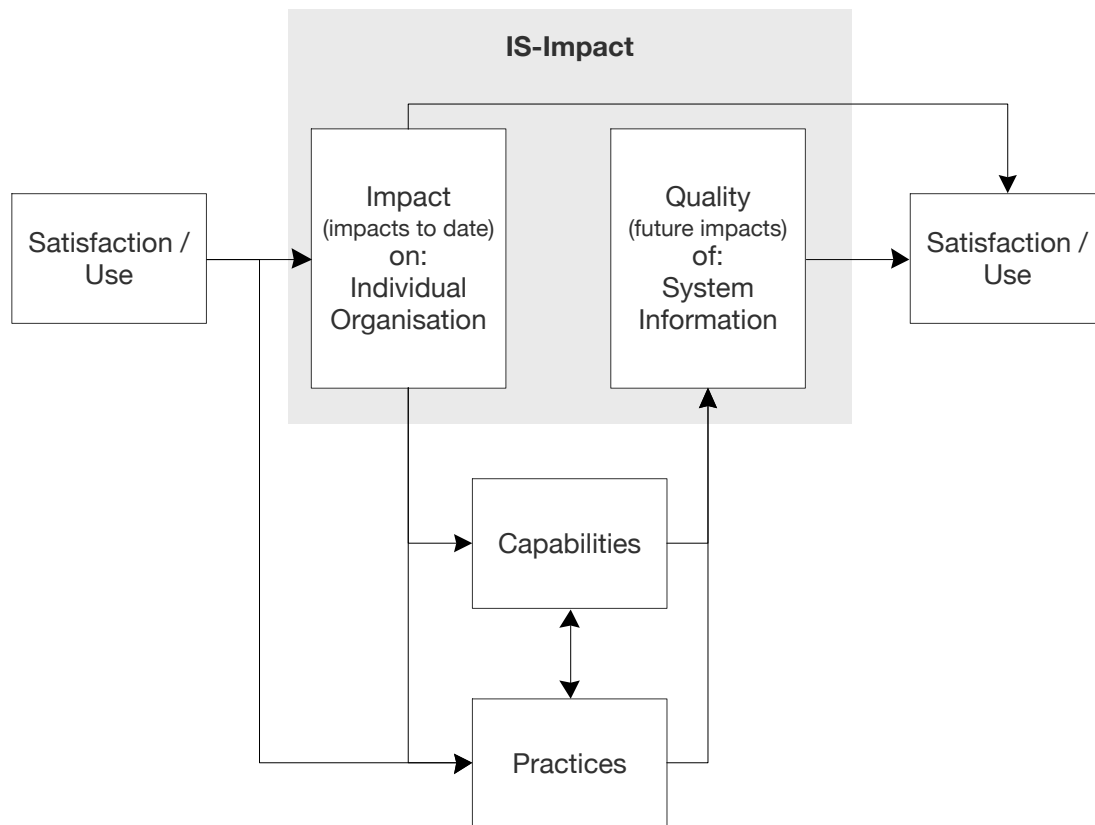 IS-Impact
Satisfaction /
Use
Impact
(impacts to date)
on:
Individual
Organisation
Quality
(future impacts)
of:
System
Information
Satisfaction /
Use
Capabilities
Practices